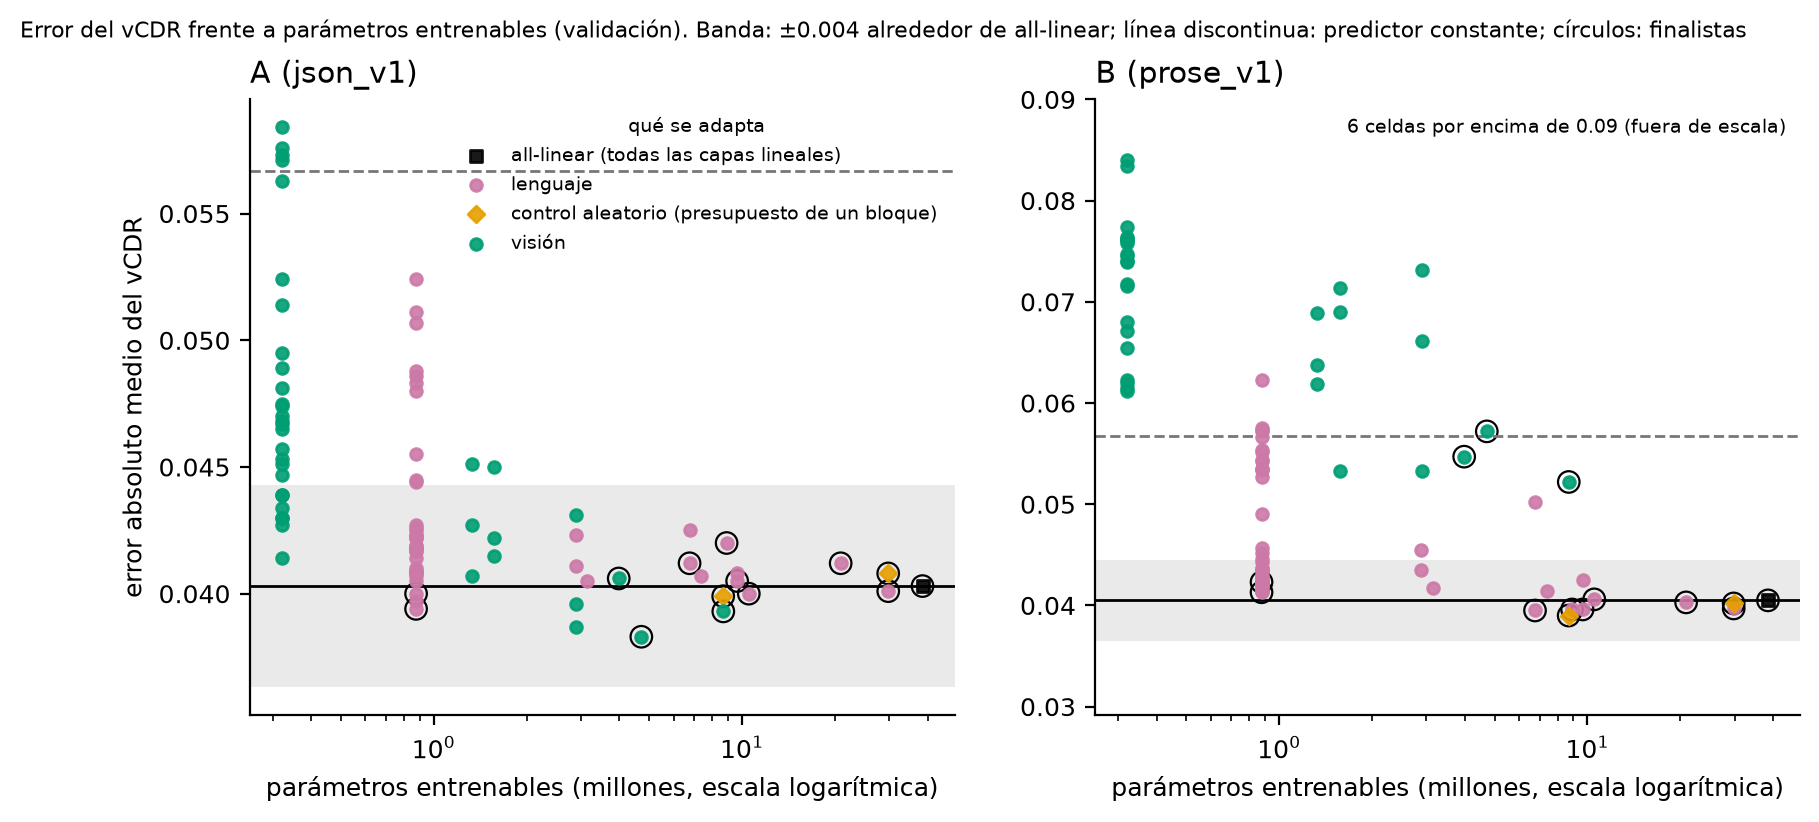 Error del vCDR frente a parámetros entrenables (validación). Banda: ±0.004 alrededor de all-linear; línea discontinua: predictor constante; círculos: finalistas
A (json_v1)
qué se adapta
all-linear (todas las capas lineales)
lenguaje
control aleatorio (presupuesto de un bloque)
visión
error absoluto medio del vCDR
0.055
0.050
0.045
0.040
10⁰
10¹
parámetros entrenables (millones, escala logarítmica)
B (prose_v1)
6 celdas por encima de 0.09 (fuera de escala)
0.09
0.08
0.07
0.06
0.05
0.04
0.03
10⁰
10¹
parámetros entrenables (millones, escala logarítmica)